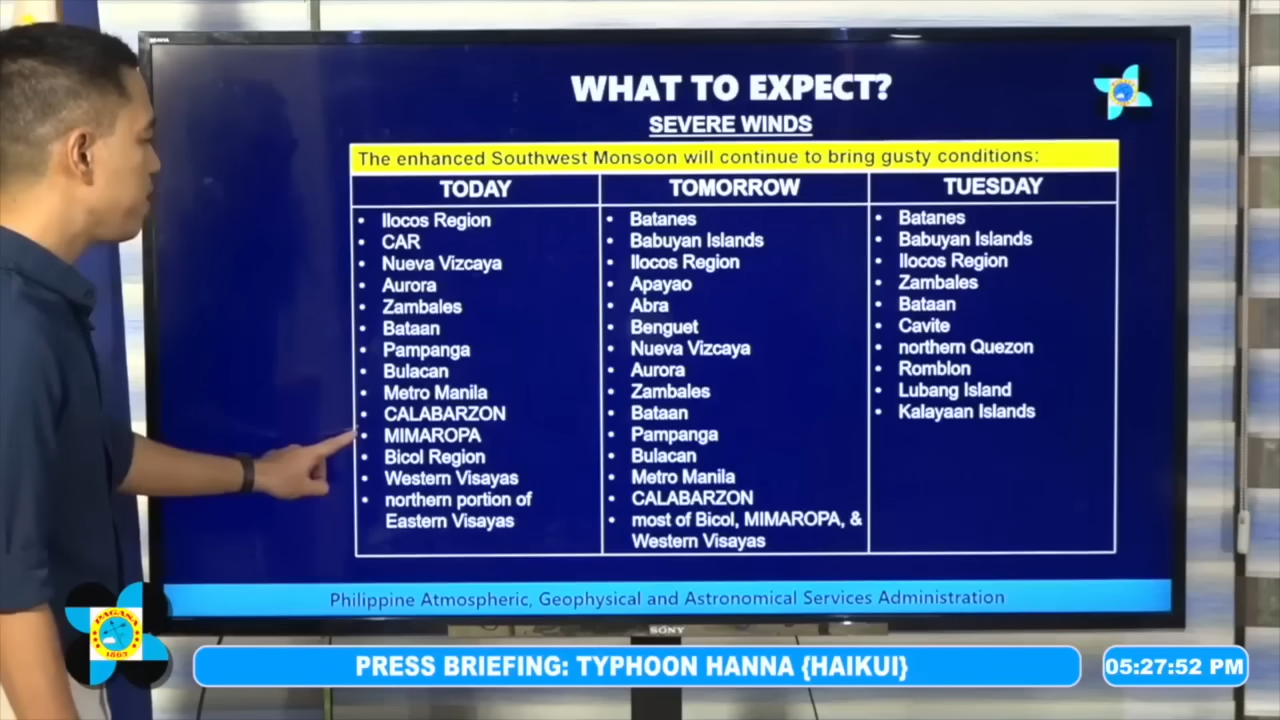 WHAT TO EXPECT?
SEVERE WINDS
The enhanced Southwest Monsoon will continue to bring gusty conditions:
TODAY
• Ilocos Region
• CAR
• Nueva Vizcaya
• Aurora
• Zambales
• Bataan
• Pampanga
• Bulacan
• Metro Manila
• CALABARZON
• MIMAROPA
• Bicol Region
• Western Visayas
• northern portion of
Eastern Visayas
TOMORROW
• Batanes
• Babuyan Islands
• Ilocos Region
• Apayao
• Abra
• Benguet
• Nueva Vizcaya
• Aurora
• Zambales
• Bataan
• Pampanga
• Bulacan
• Metro Manila
• CALABARZON
• most of Bicol, MIMAROPA, &
Western Visayas
TUESDAY
• Batanes
• Babuyan Islands
• Ilocos Region
• Zambales
• Bataan
• Cavite
• northern Quezon
• Romblon
• Lubang Island
• Kalayaan Islands
Philippine Atmospheric, Geophysical and Astronomical Services Administration
SONY
PAGASA
1865
PRESS BRIEFING: TYPHOON HANNA {HAIKUI}
05:27:52 PM